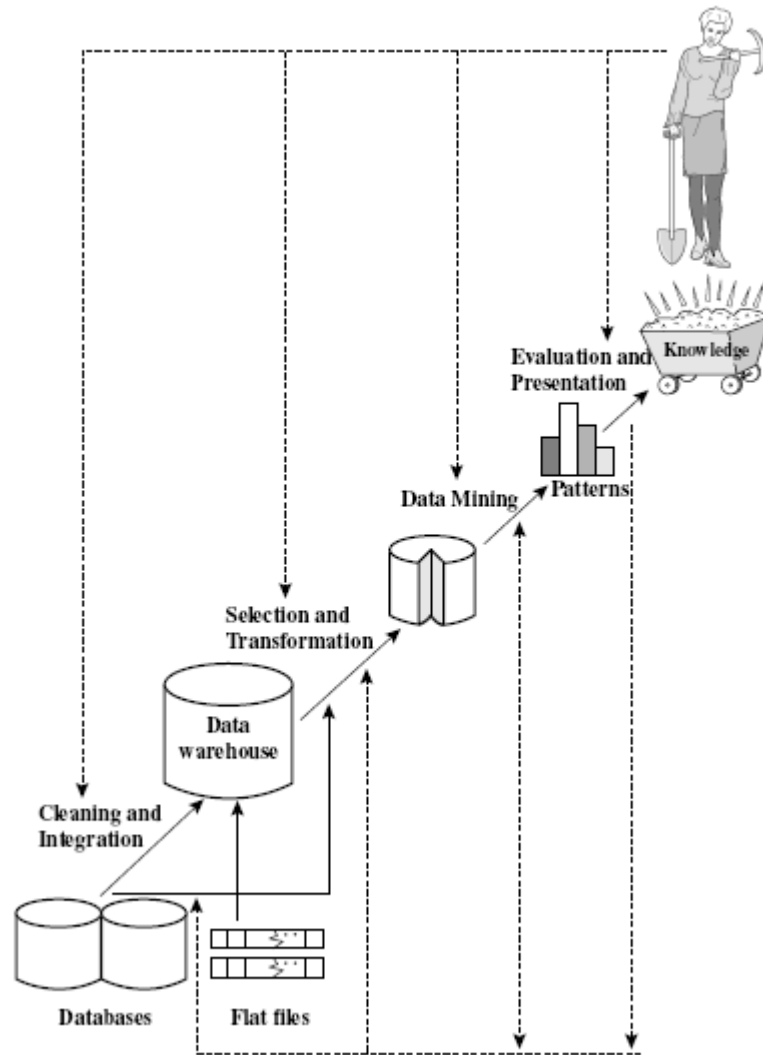 Evaluation and
Presentation
Knowledge
Patterns
Data Mining
Selection and
Transformation
Data
warehouse
Cleaning and
Integration
Databases
Flat files